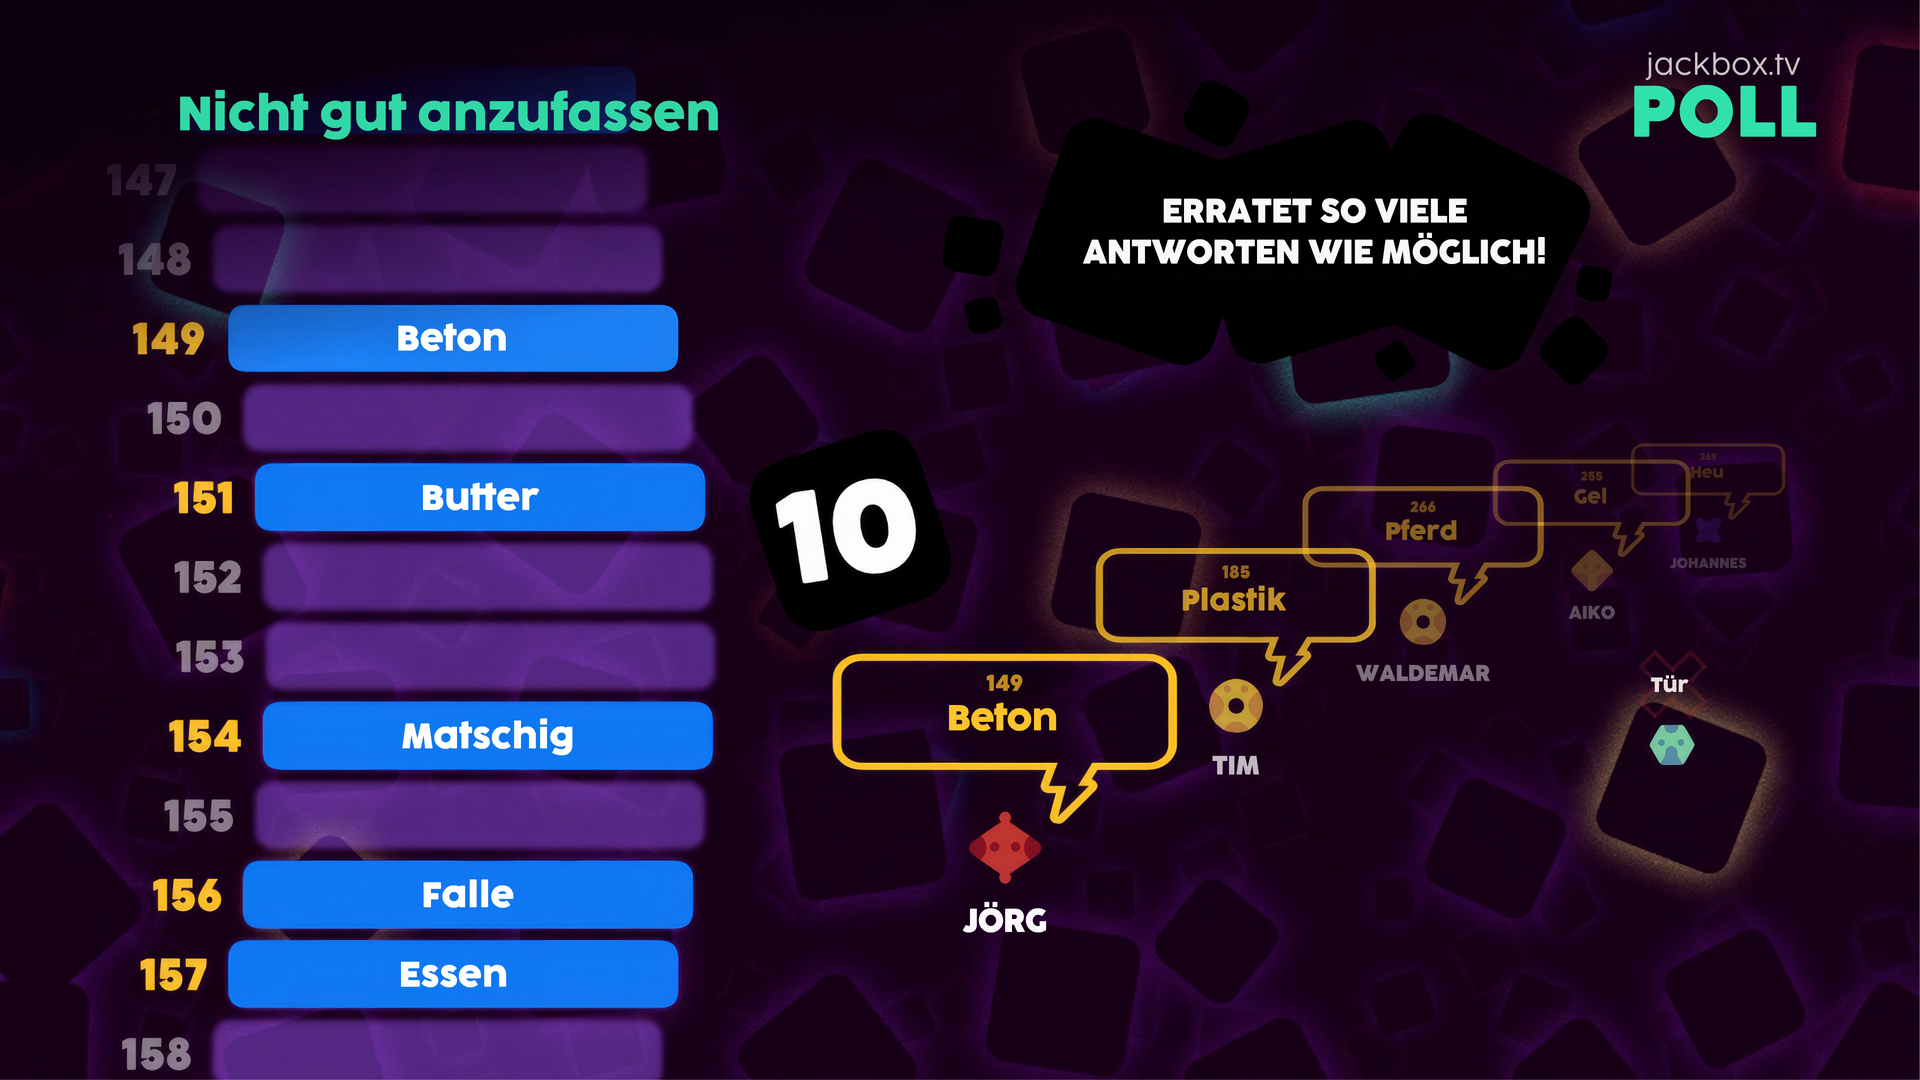 jackbox.tv
POLL
Nicht gut anzufassen
147
148
149 Beton
150
151 Butter
152
153
154 Matschig
155
156 Falle
157 Essen
158
ERRATET SO VIELE
ANTWORTEN WIE MÖGLICH!
10
149
Beton
JÖRG
185
Plastik
TIM
266
Pferd
WALDEMAR
255
Gel
AIKO
269
Heu
JOHANNES
Tür